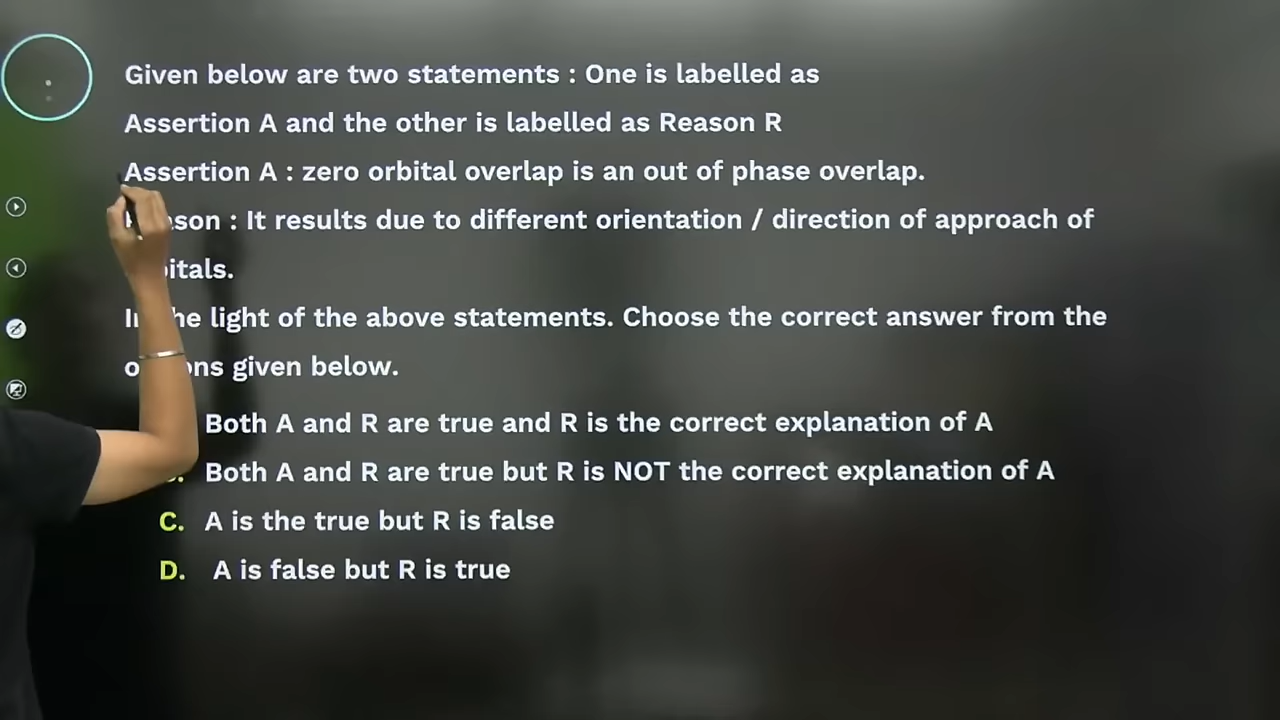 Given below are two statements : One is labelled as
Assertion A and the other is labelled as Reason R
Assertion A : zero orbital overlap is an out of phase overlap.
: It results due to different orientation / direction of approach of
In the light of the above statements. Choose the correct answer from the
given below.
Both A and R are true and R is the correct explanation of A
Both A and R are true but R is NOT the correct explanation of A
C. A is the true but R is false
D. A is false but R is true